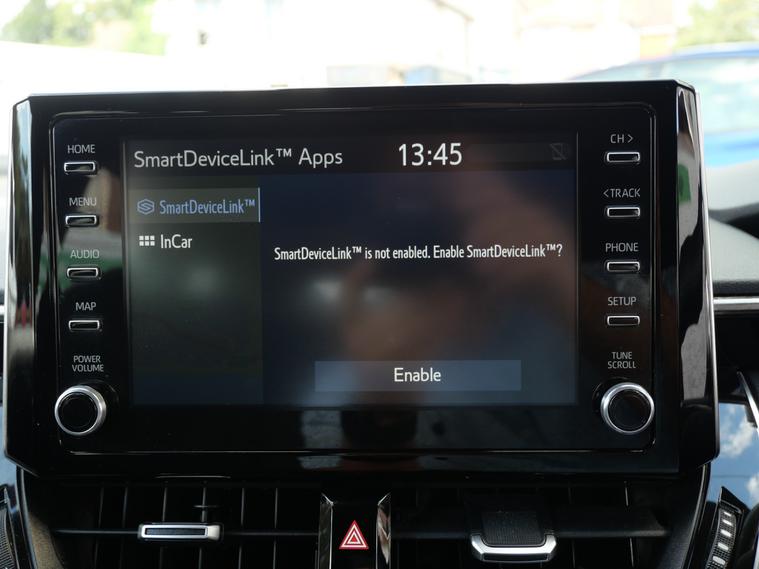 HOME
MENU
AUDIO
MAP
POWER
VOLUME
SmartDeviceLink™ Apps
13:45
SmartDeviceLink™
InCar
SmartDeviceLink™ is not enabled. Enable SmartDeviceLink™?
Enable
CH >
< TRACK
PHONE
SETUP
TUNE
SCROLL